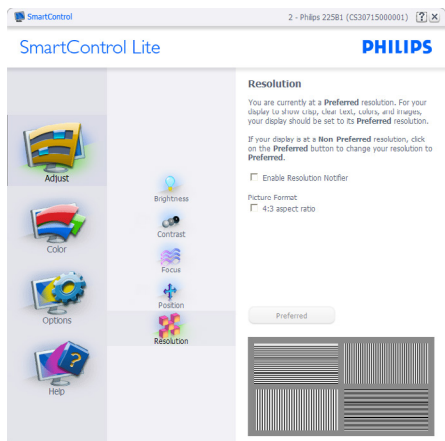 SmartControl
2 - Philips 225B1 (CS30715000001)
SmartControl Lite
PHILIPS
Adjust
Color
Options
Help
Brightness
Contrast
Focus
Position
Resolution
Resolution
You are currently at a Preferred resolution. For your
display to show crisp, clear text, colors, and images,
your display should be set to its Preferred resolution.
If your display is at a Non Preferred resolution, click
on the Preferred button to change your resolution to
Preferred.
Enable Resolution Notifier
Picture Format
4:3 aspect ratio
Preferred